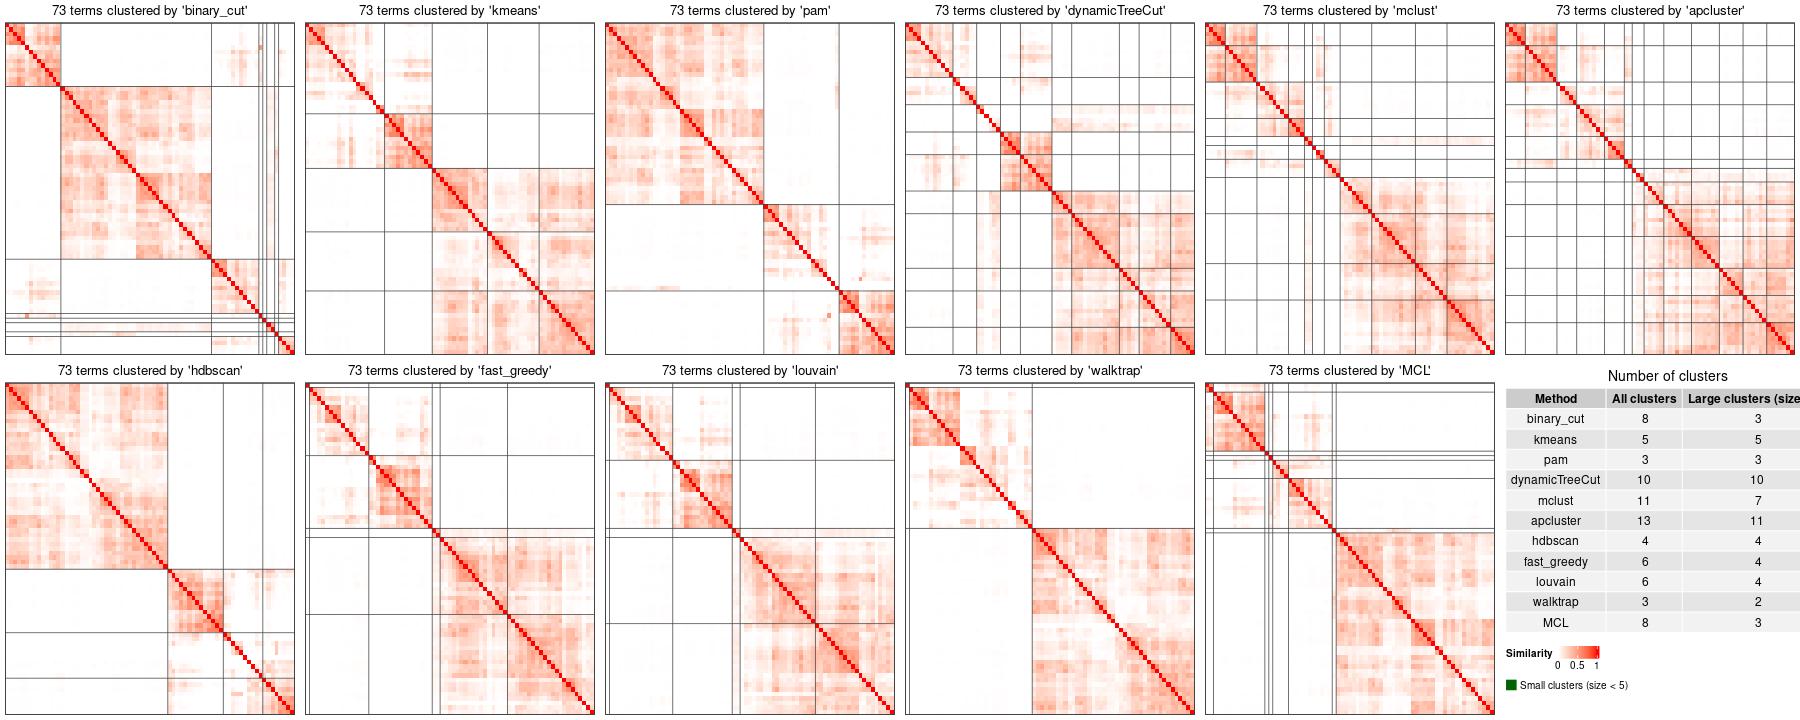 73 terms clustered by 'binary_cut'
73 terms clustered by 'kmeans'
73 terms clustered by 'pam'
73 terms clustered by 'dynamicTreeCut'
73 terms clustered by 'mclust'
73 terms clustered by 'apcluster'
73 terms clustered by 'hdbscan'
73 terms clustered by 'fast_greedy'
73 terms clustered by 'louvain'
73 terms clustered by 'walktrap'
73 terms clustered by 'MCL'
Number of clusters
Method All clusters Large clusters (size
binary_cut 8 3
kmeans 5 5
pam 3 3
dynamicTreeCut 10 10
mclust 11 7
apcluster 13 11
hdbscan 4 4
fast_greedy 6 4
louvain 6 4
walktrap 3 2
MCL 8 3
Similarity
0 0.5 1
Small clusters (size < 5)